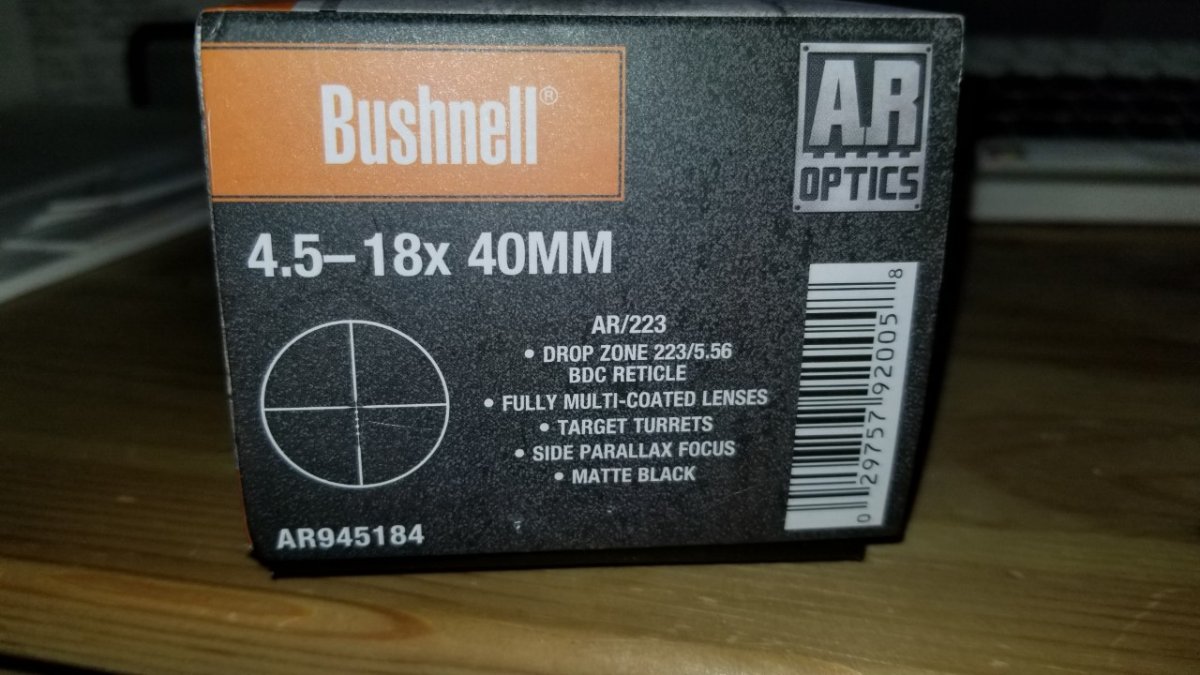 Bushnell®
AR
OPTICS
4.5–18x 40MM
AR/223
• DROP ZONE 223/5.56
BDC RETICLE
• FULLY MULTI-COATED LENSES
• TARGET TURRETS
• SIDE PARALLAX FOCUS
• MATTE BLACK
AR945184
0 29757 92005 8